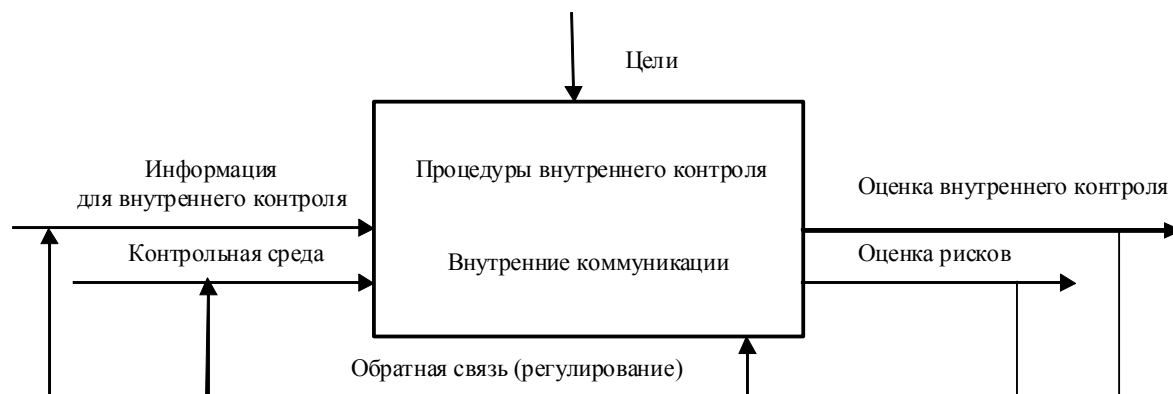 Цели
Информация
для внутреннего контроля
Контрольная среда
Процедуры внутреннего контроля
Внутренние коммуникации
Оценка внутреннего контроля
Оценка рисков
Обратная связь (регулирование)